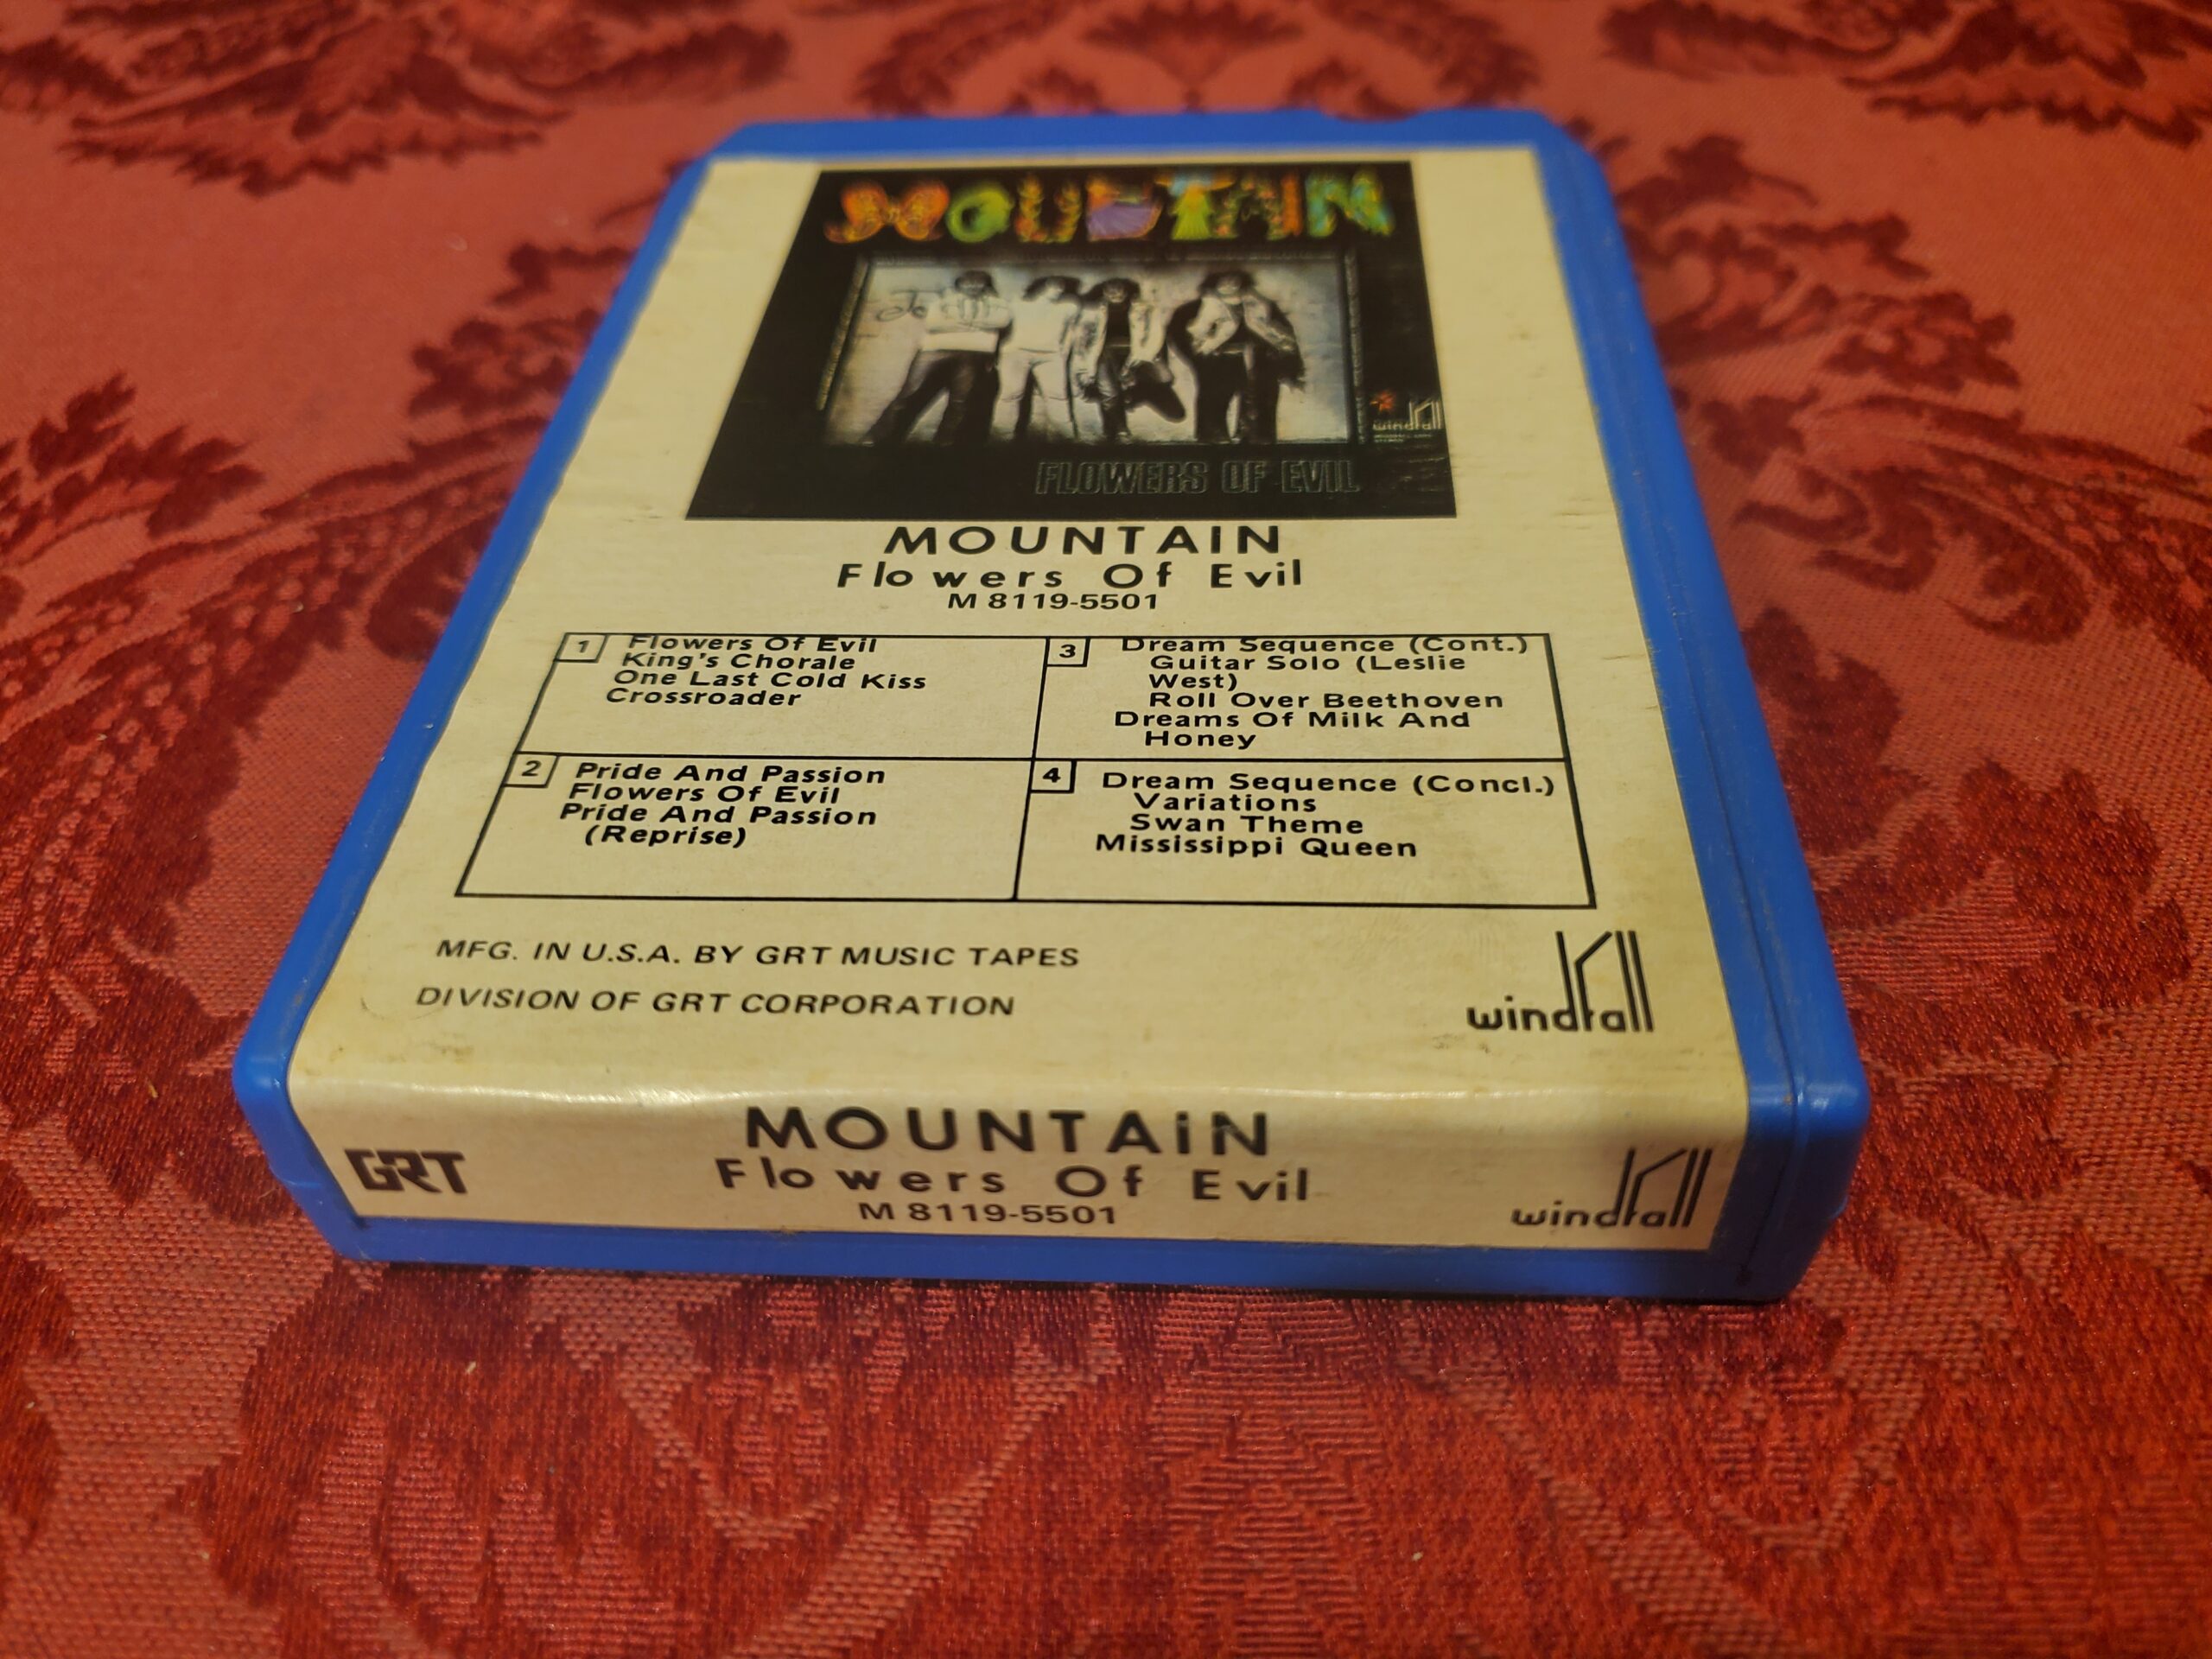 MOUNTAIN
windfall
FLOWERS OF EVIL
MOUNTAIN
Flowers Of Evil
M 8119-5501
1
Flowers Of Evil
King's Chorale
One Last Cold Kiss
Crossroader
2
Pride And Passion
Flowers Of Evil
Pride And Passion
(Reprise)
3
Dream Sequence (Cont.)
Guitar Solo (Leslie
West)
Roll Over Beethoven
Dreams Of Milk And
Honey
4
Dream Sequence (Concl.)
Variations
Swan Theme
Mississippi Queen
MFG. IN U.S.A. BY GRT MUSIC TAPES
DIVISION OF GRT CORPORATION
windfall
GRT
MOUNTAIN
Flowers Of Evil
M 8119-5501
windfall